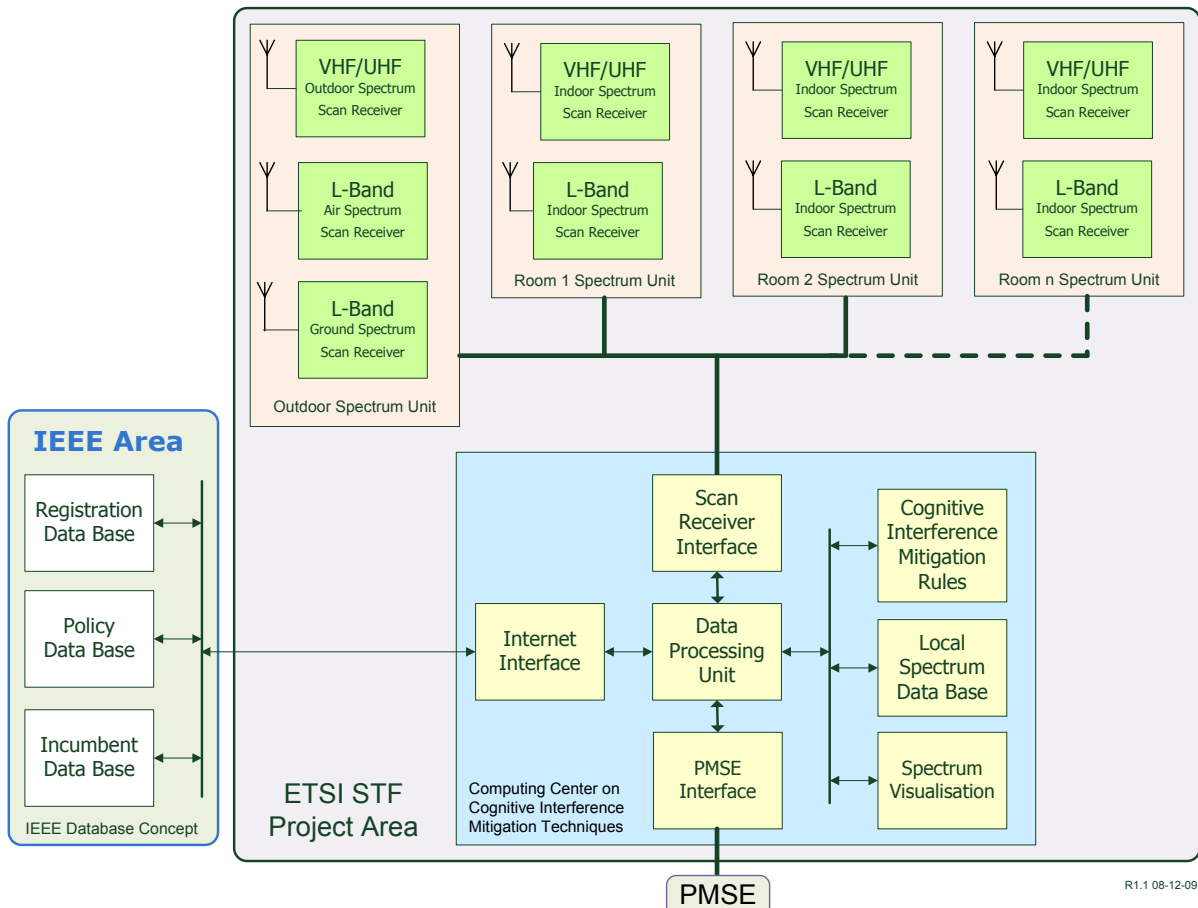 VHF/UHF
Outdoor Spectrum
Scan Receiver
L-Band
Air Spectrum
Scan Receiver
L-Band
Ground Spectrum
Scan Receiver
Outdoor Spectrum Unit
VHF/UHF
Indoor Spectrum
Scan Receiver
L-Band
Indoor Spectrum
Scan Receiver
Room 1 Spectrum Unit
VHF/UHF
Indoor Spectrum
Scan Receiver
L-Band
Indoor Spectrum
Scan Receiver
Room 2 Spectrum Unit
VHF/UHF
Indoor Spectrum
Scan Receiver
L-Band
Indoor Spectrum
Scan Receiver
Room n Spectrum Unit
IEEE Area
Registration
Data Base
Policy
Data Base
Incumbent
Data Base
IEEE Database Concept
ETSI STF
Project Area
Scan
Receiver
Interface
Internet
Interface
Data
Processing
Unit
PMSE
Interface
Cognitive
Interference
Mitigation
Rules
Local
Spectrum
Data Base
Spectrum
Visualisation
Computing Center on
Cognitive Interference
Mitigation Techniques
PMSE
R1.1 08-12-09